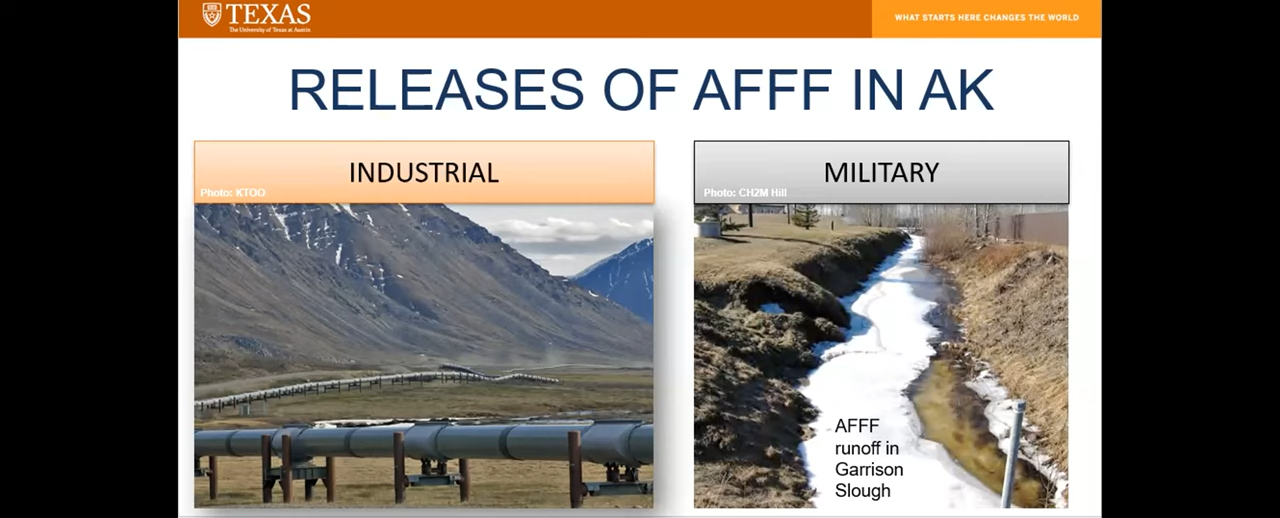 TEXAS
The University of Texas at Austin
WHAT STARTS HERE CHANGES THE WORLD
RELEASES OF AFFF IN AK
INDUSTRIAL
Photo: KTOO
MILITARY
Photo: CH2M Hill
AFFF
runoff in
Garrison
Slough